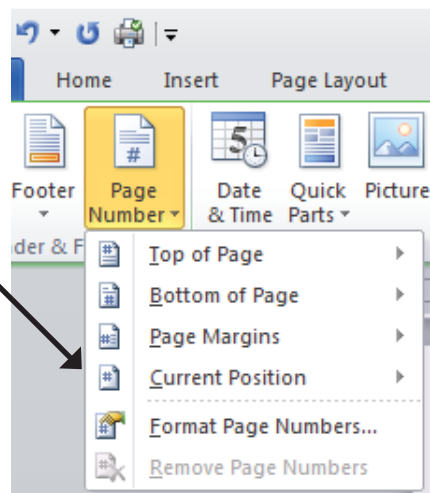 Home Insert Page Layout
Footer Page Number Date & Time Quick Parts Picture
der & F
Top of Page
Bottom of Page
Page Margins
Current Position
Format Page Numbers...
Remove Page Numbers